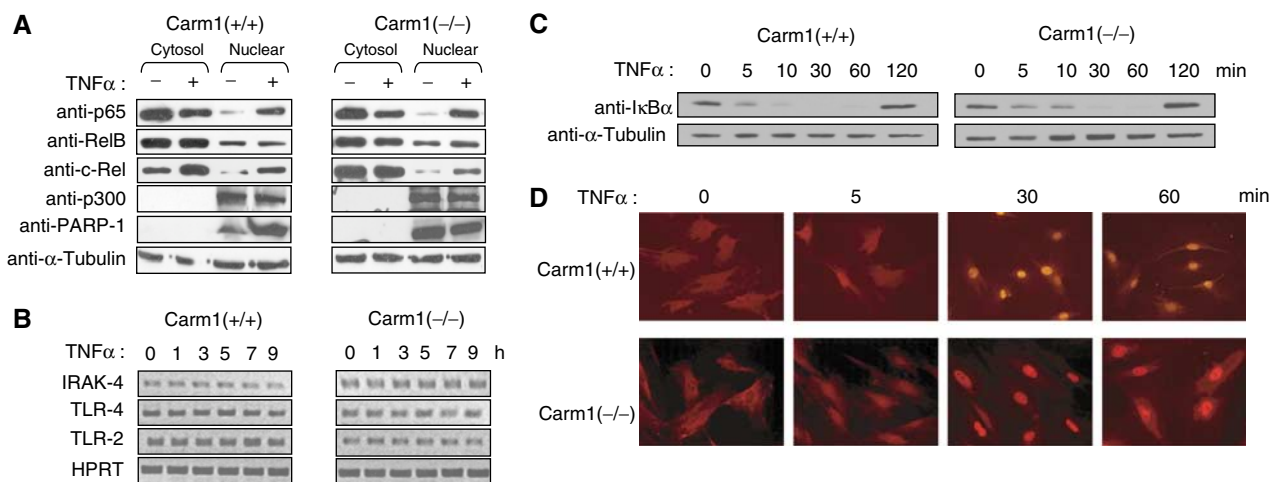 A
Carm1(+/+)
Carm1(−/−)
Cytosol Nuclear
Cytosol Nuclear
TNFα : − + − +
− + − +
anti-p65
anti-RelB
anti-c-Rel
anti-p300
anti-PARP-1
anti-α-Tubulin
B
Carm1(+/+)
Carm1(−/−)
TNFα : 0 1 3 5 7 9
0 1 3 5 7 9 h
IRAK-4
TLR-4
TLR-2
HPRT
C
Carm1(+/+)
Carm1(−/−)
TNFα : 0 5 10 30 60 120
0 5 10 30 60 120 min
anti-IκBα
anti-α-Tubulin
D
TNFα : 0 5 30 60 min
Carm1(+/+)
Carm1(−/−)